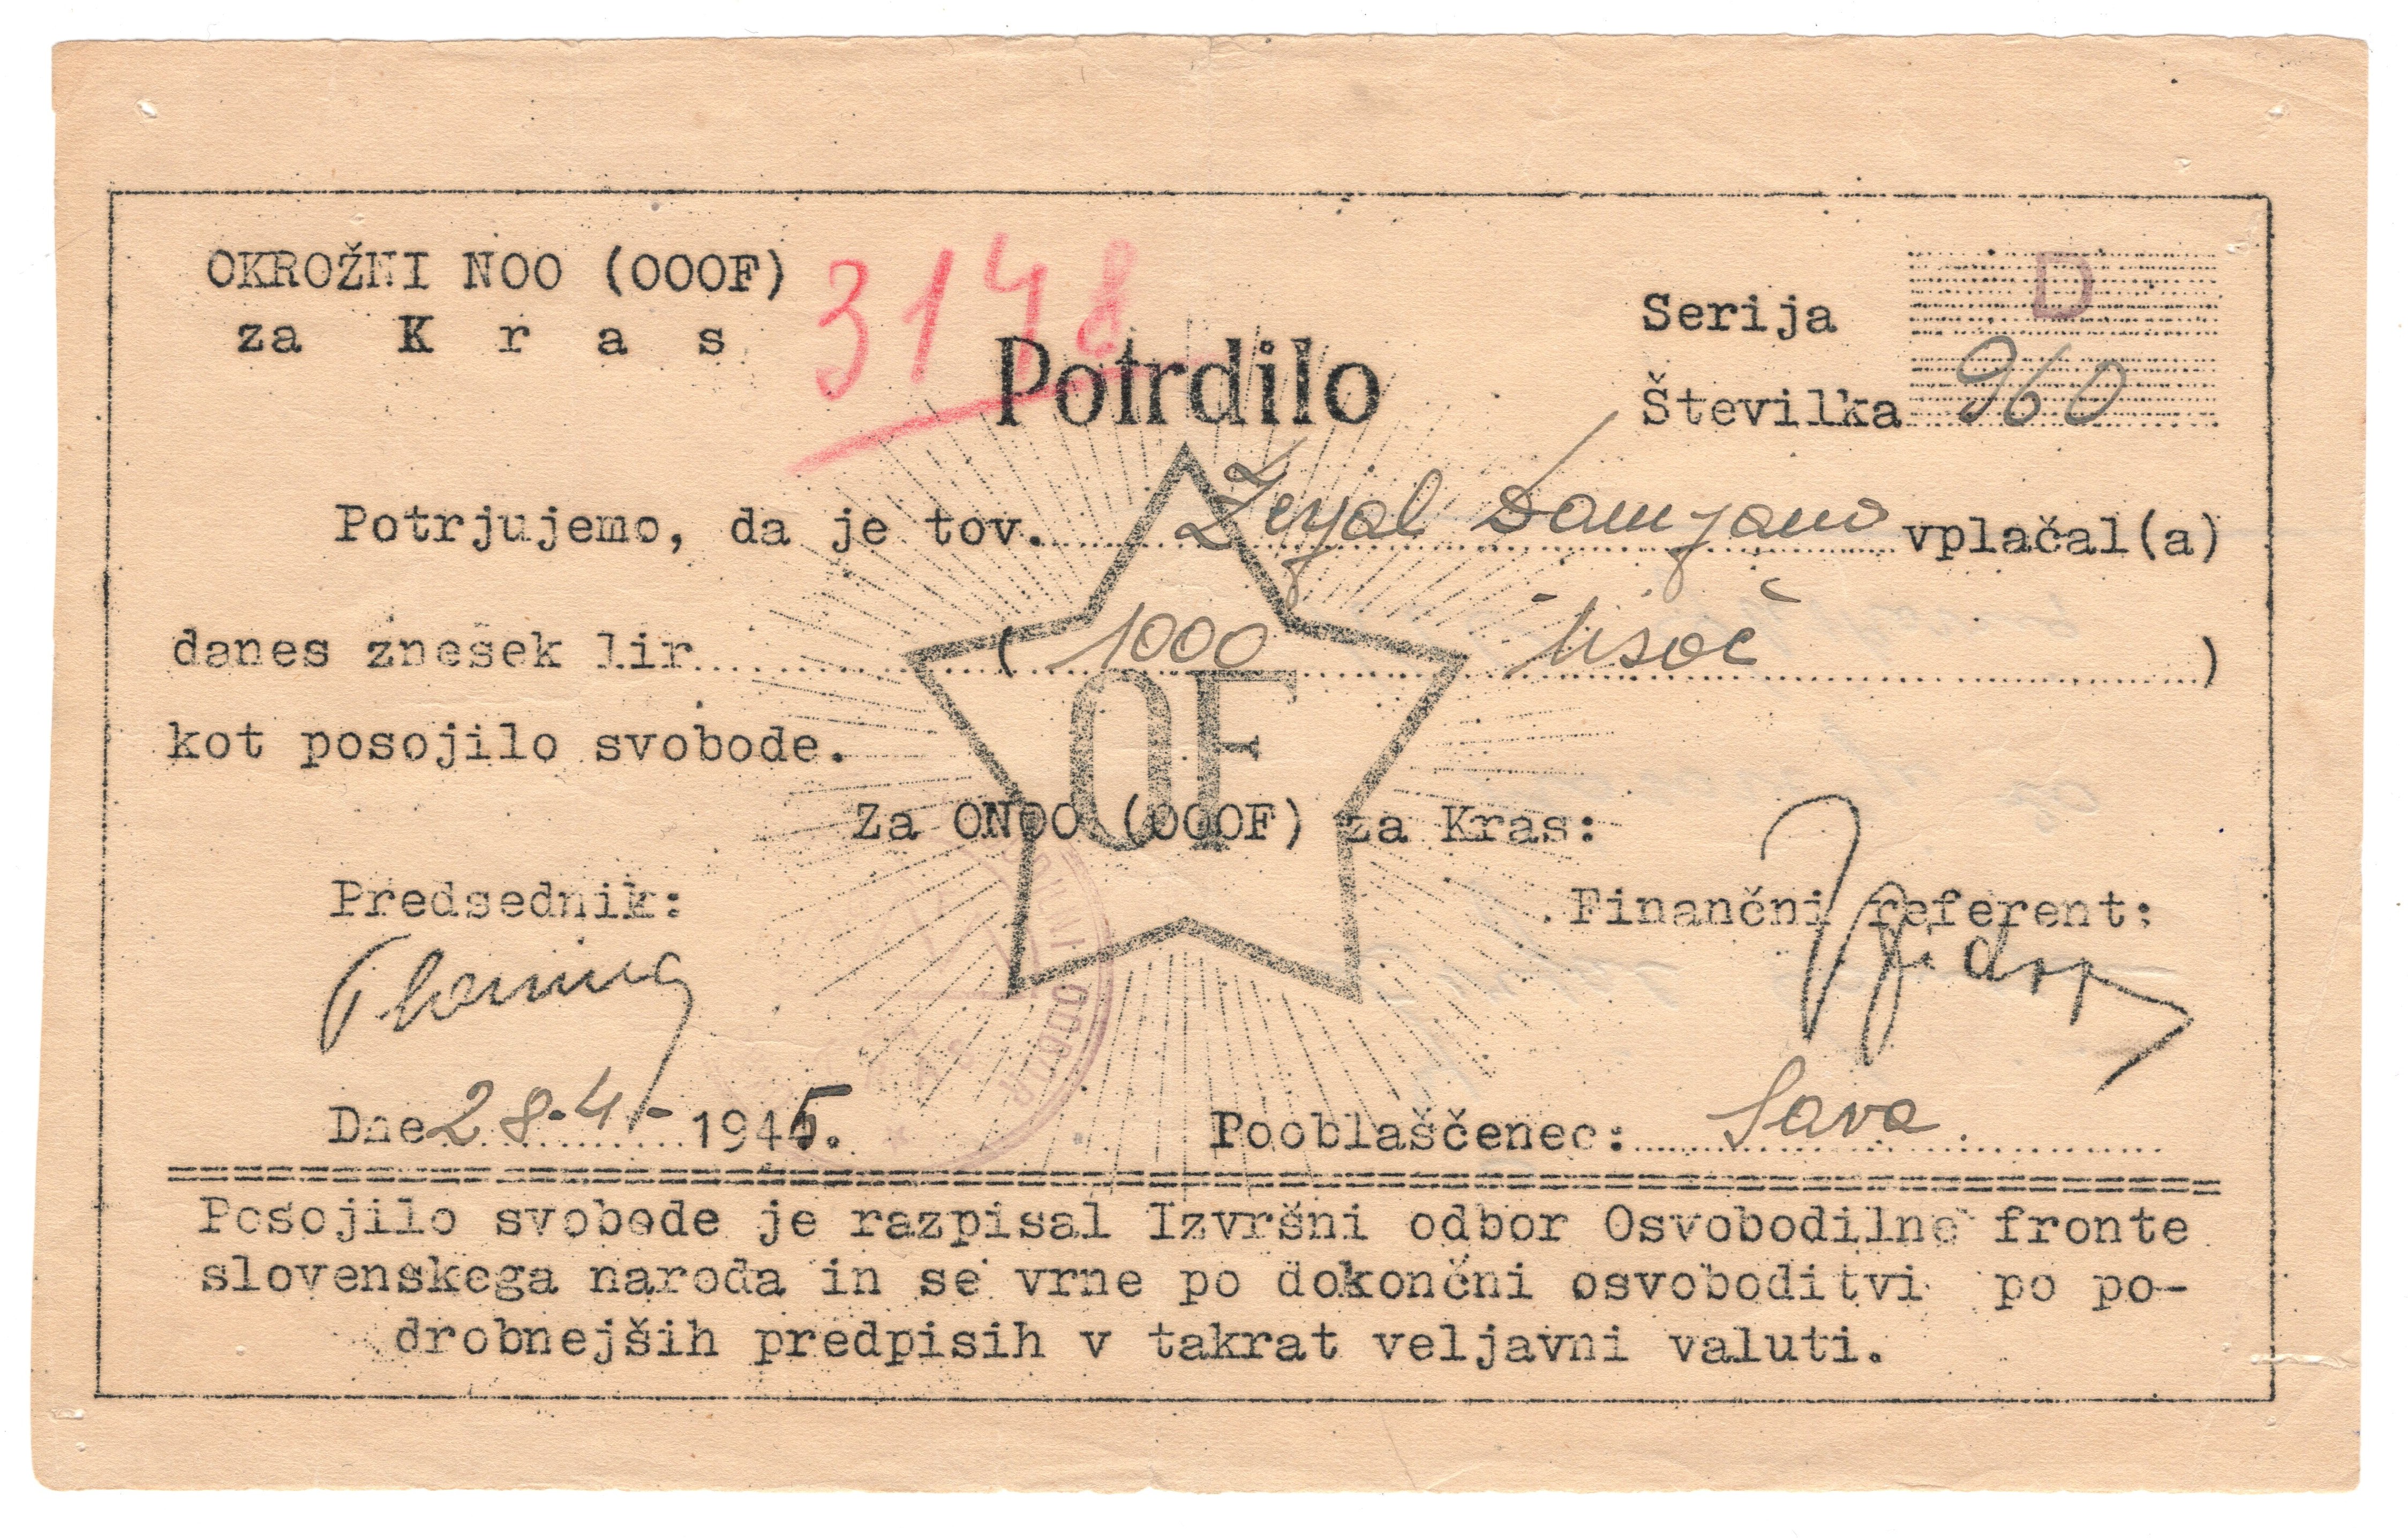 OKROŽNI NOO (OOOF)
za K r a s
3148
Serija D
Številka 960
Potrdilo
Potrjujemo, da je tov. Žerjal Damjano vplačal(a)
danes znesek lir ( 1000 - tisoč )
kot posojilo svobode.
OF
Za ONOO (OOOF) za Kras:
Predsednik:
Finančni referent:
Dne 28.4.- 1945.
Pooblaščenec: Sava
Posojilo svobode je razpisal Izvršni odbor Osvobodilne fronte
slovenskega naroda in se vrne po dokončni osvoboditvi po po-
drobnejših predpisih v takrat veljavni valuti.